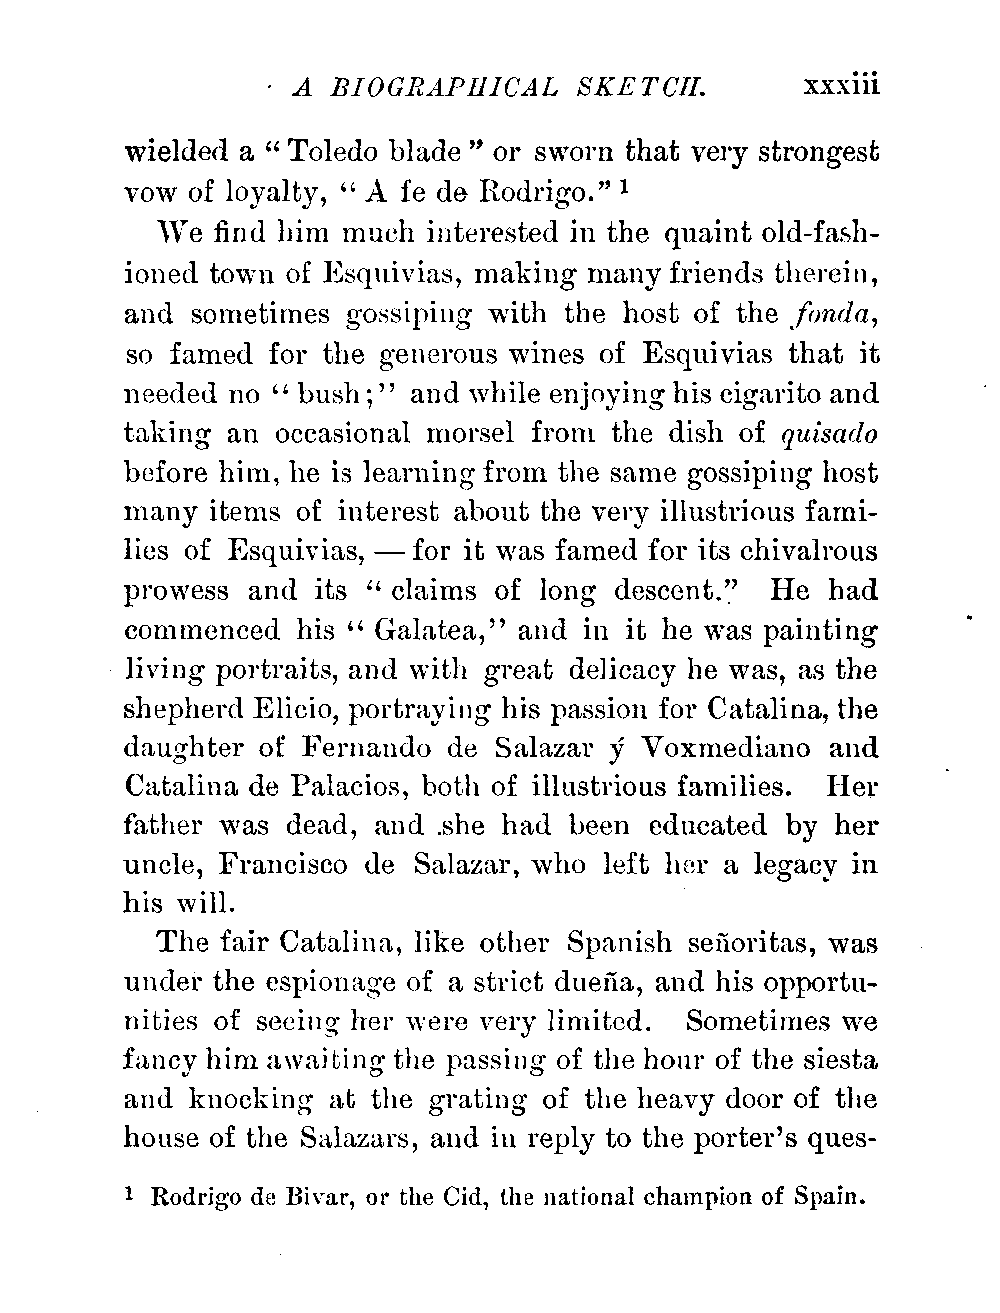 A BIOGRAPHICAL SKETCH. xxxiii
wielded a “ Toledo blade ” or sworn that very strongest
vow of loyalty, “ A fe de Rodrigo.” 1
We find him much interested in the quaint old-fash-
ioned town of Esquivias, making many friends therein,
and sometimes gossiping with the host of the fonda,
so famed for the generous wines of Esquivias that it
needed no “ bush ; ” and while enjoying his cigarito and
taking an occasional morsel from the dish of quisado
before him, he is learning from the same gossiping host
many items of interest about the very illustrious fami-
lies of Esquivias, — for it was famed for its chivalrous
prowess and its “ claims of long descent.” He had
commenced his “ Galatea,” and in it he was painting
living portraits, and with great delicacy he was, as the
shepherd Elicio, portraying his passion for Catalina, the
daughter of Fernando de Salazar ý Voxmediano and
Catalina de Palacios, both of illustrious families. Her
father was dead, and she had been educated by her
uncle, Francisco de Salazar, who left her a legacy in
his will.
The fair Catalina, like other Spanish señoritas, was
under the espionage of a strict dueña, and his opportu-
nities of seeing her were very limited. Sometimes we
fancy him awaiting the passing of the hour of the siesta
and knocking at the grating of the heavy door of the
house of the Salazars, and in reply to the porter’s ques-
1 Rodrigo de Bivar, or the Cid, the national champion of Spain.